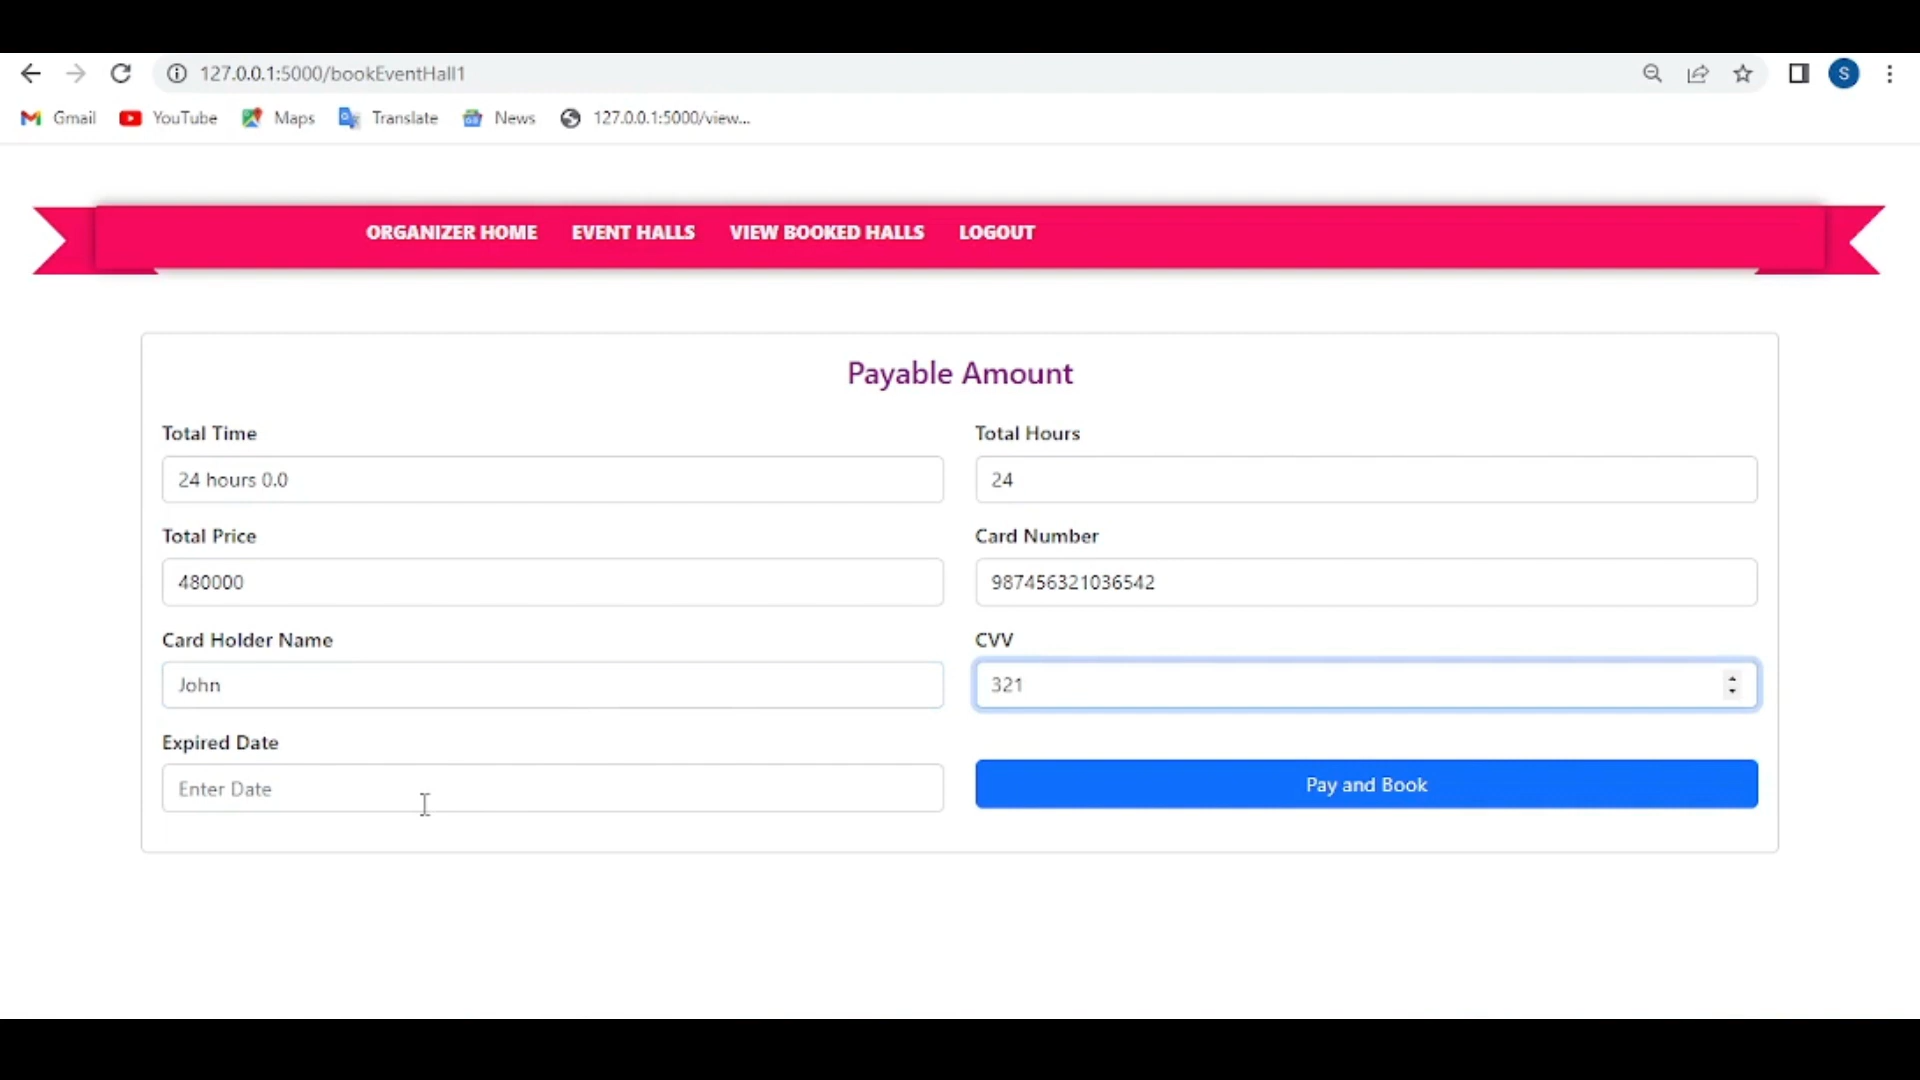 127.0.0.1:5000/bookEventHall1
S
Gmail YouTube Maps Translate News 127.0.0.1:5000/view...
ORGANIZER HOME EVENT HALLS VIEW BOOKED HALLS LOGOUT
Payable Amount
Total Time Total Hours
24 hours 0.0 24
Total Price Card Number
480000 987456321036542
Card Holder Name CVV
John 321
Expired Date
Enter Date Pay and Book